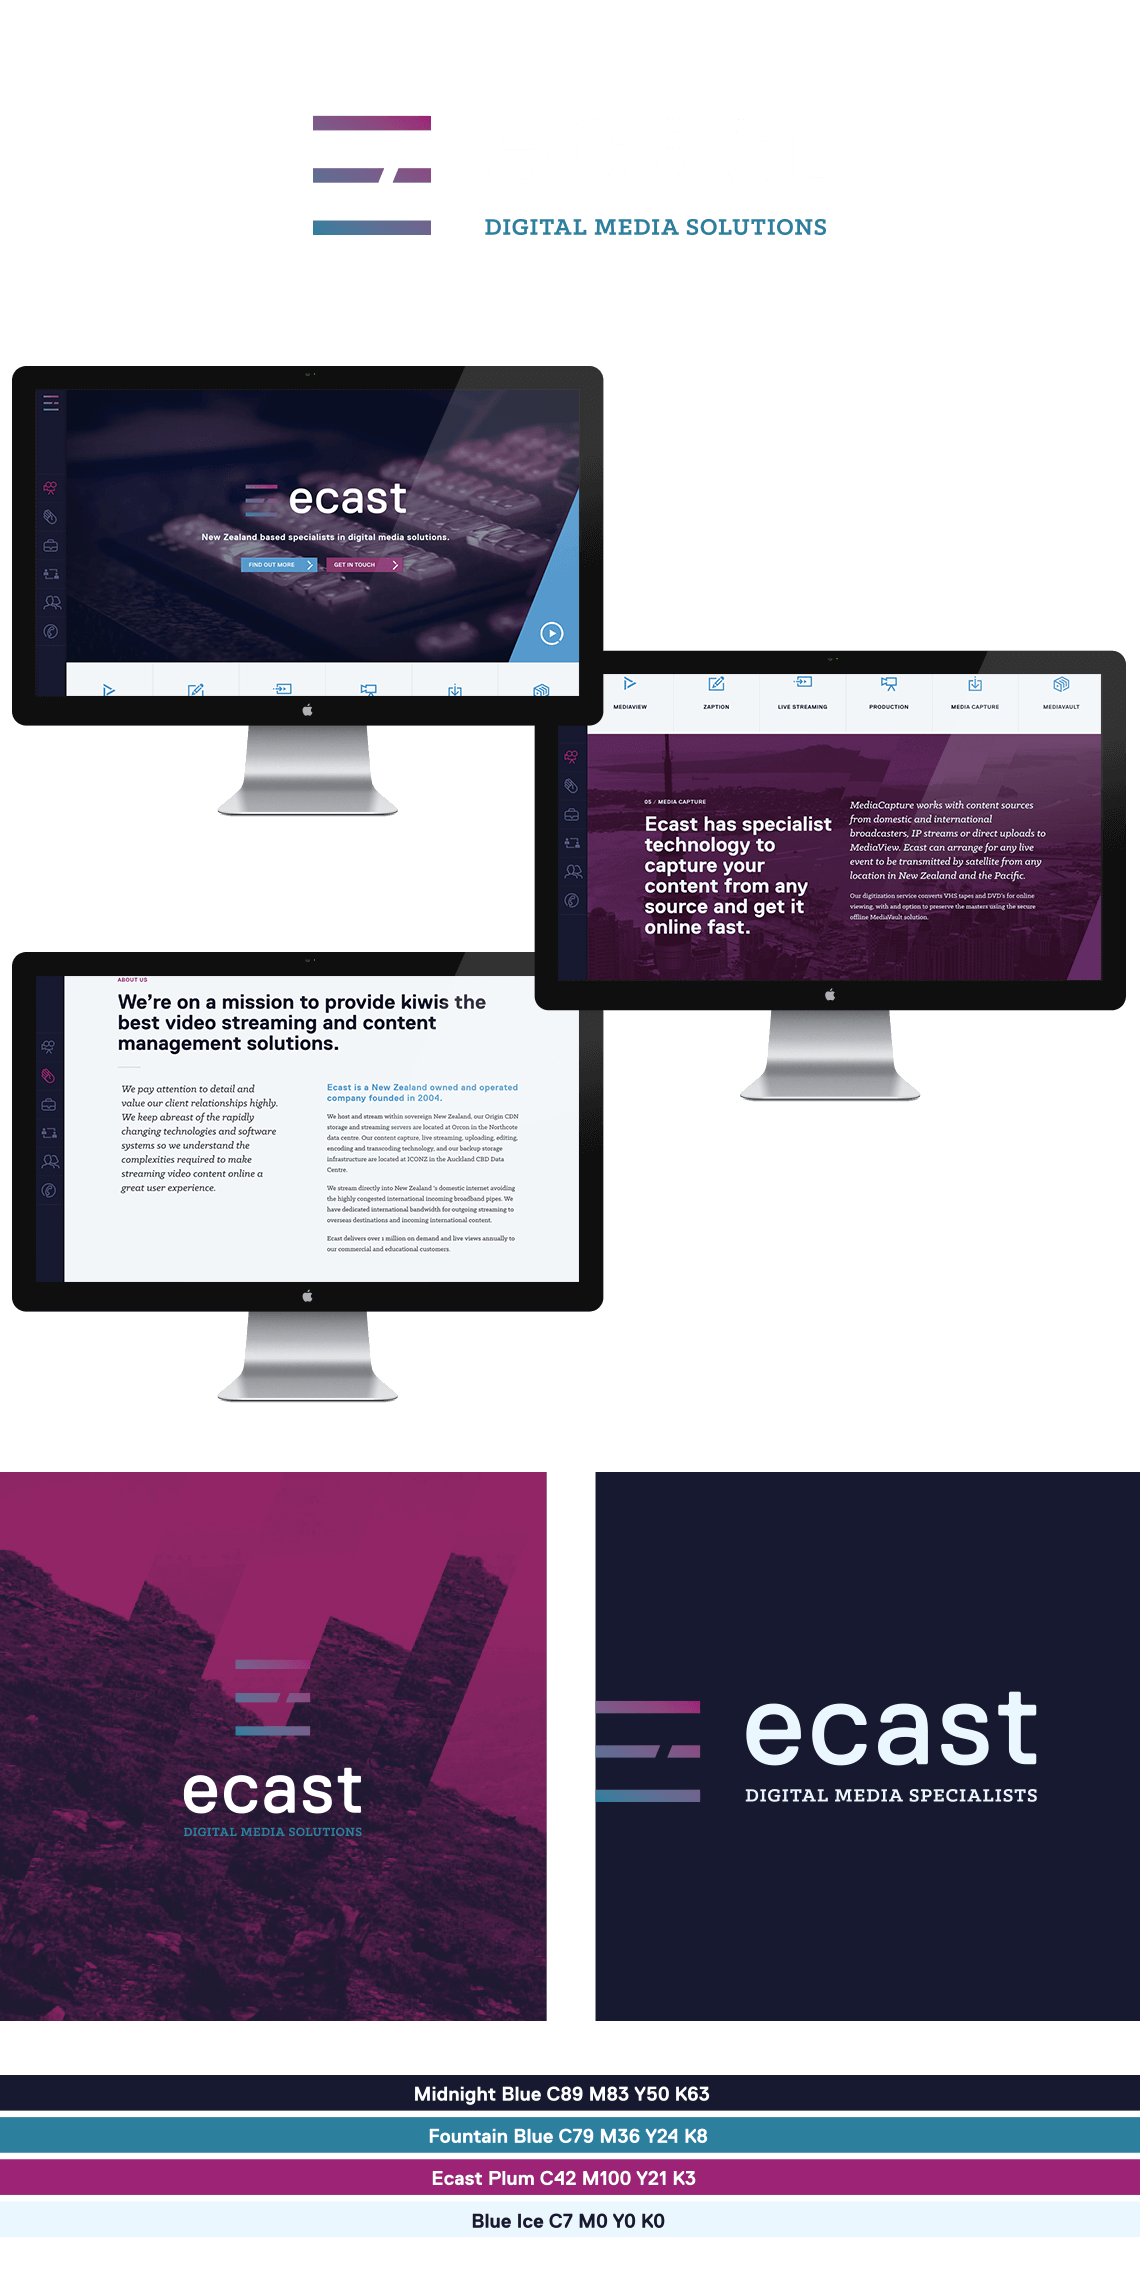 DIGITAL MEDIA SOLUTIONS
ecast
New Zealand based specialists in digital media solutions.
FIND OUT MORE
GET IN TOUCH
MEDIAVIEW
ZAPTION
LIVE STREAMING
PRODUCTION
MEDIA CAPTURE
MEDIAVAULT
05 / MEDIA CAPTURE
Ecast has specialist
technology to
capture your
content from any
source and get it
online fast.
MediaCapture works with content sources
from domestic and international
broadcasters, IP streams or direct uploads to
MediaView. Ecast can arrange for any live
event to be transmitted by satellite from any
location in New Zealand and the Pacific.
Our digitization service converts VHS tapes and DVD's for online
viewing, with and option to preserve the masters using the secure
offline MediaVault solution.
ABOUT US
We're on a mission to provide kiwis the
best video streaming and content
management solutions.
We pay attention to detail and
value our client relationships highly.
We keep abreast of the rapidly
changing technologies and software
systems so we understand the
complexities required to make
streaming video content online a
great user experience.
Ecast is a New Zealand owned and operated
company founded in 2004.
We host and stream within sovereign New Zealand, our Origin CDN
storage and streaming servers are located at Orcon in the Northcote
data centre. Our content capture, live streaming, uploading, editing,
encoding and transcoding technology, and our backup storage
infrastructure are located at ICONZ in the Auckland CBD Data
Centre.
We stream directly into New Zealand 's domestic internet avoiding
the highly congested international incoming broadband pipes. We
have dedicated international bandwidth for outgoing streaming to
overseas destinations and incoming international content.
Ecast delivers over 1 million on demand and live views annually to
our commercial and educational customers.
ecast
DIGITAL MEDIA SOLUTIONS
ecast
DIGITAL MEDIA SPECIALISTS
Midnight Blue C89 M83 Y50 K63
Fountain Blue C79 M36 Y24 K8
Ecast Plum C42 M100 Y21 K3
Blue Ice C7 M0 Y0 K0